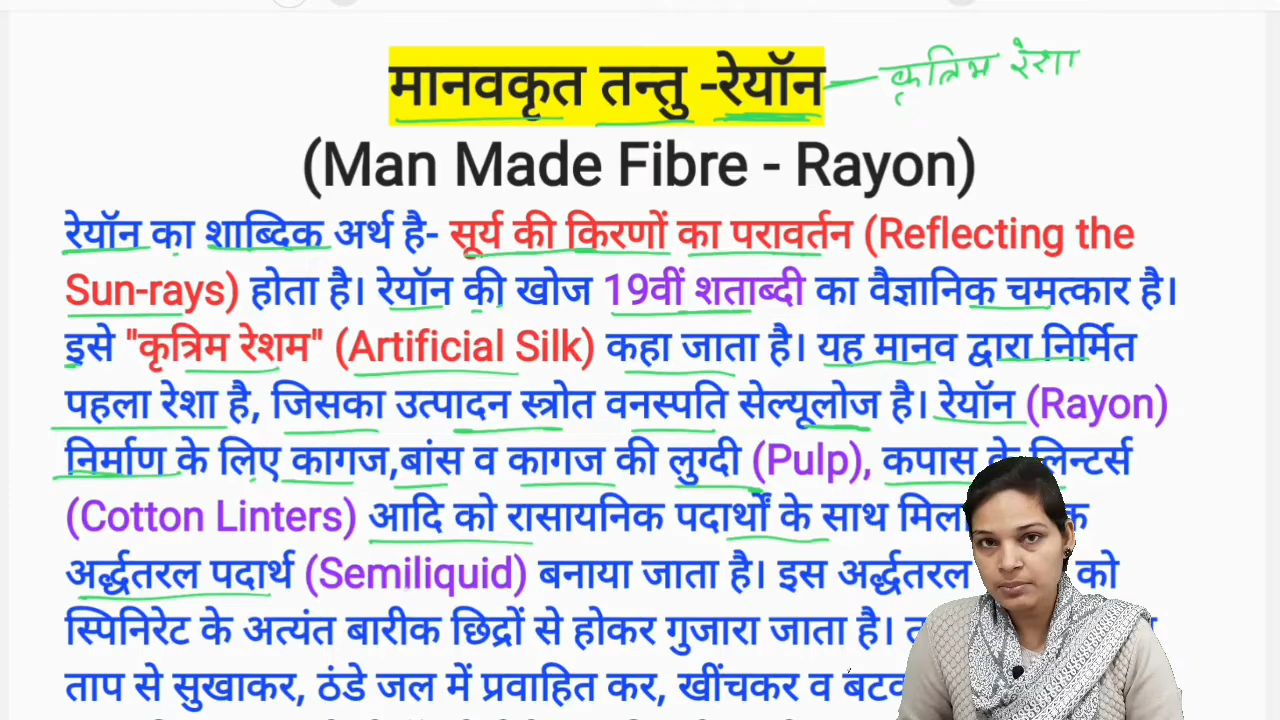 मानवकृत तन्तु -रेयॉन — कृत्रिम रेशा
(Man Made Fibre - Rayon)
रेयॉन का शाब्दिक अर्थ है- सूर्य की किरणों का परावर्तन (Reflecting the
Sun-rays) होता है। रेयॉन की खोज 19वीं शताब्दी का वैज्ञानिक चमत्कार है।
इसे "कृत्रिम रेशम" (Artificial Silk) कहा जाता है। यह मानव द्वारा निर्मित
पहला रेशा है, जिसका उत्पादन स्त्रोत वनस्पति सेल्यूलोज है। रेयॉन (Rayon)
निर्माण के लिए कागज,बांस व कागज की लुग्दी (Pulp), कपास के लिन्टर्स
(Cotton Linters) आदि को रासायनिक पदार्थों के साथ
अर्द्धतरल पदार्थ (Semiliquid) बनाया जाता है। इस अर्द्धतरल को
स्पिनिरेट के अत्यंत बारीक छिद्रों से होकर गुजारा जाता है।
ताप से सुखाकर, ठंडे जल में प्रवाहित कर, खींचकर व